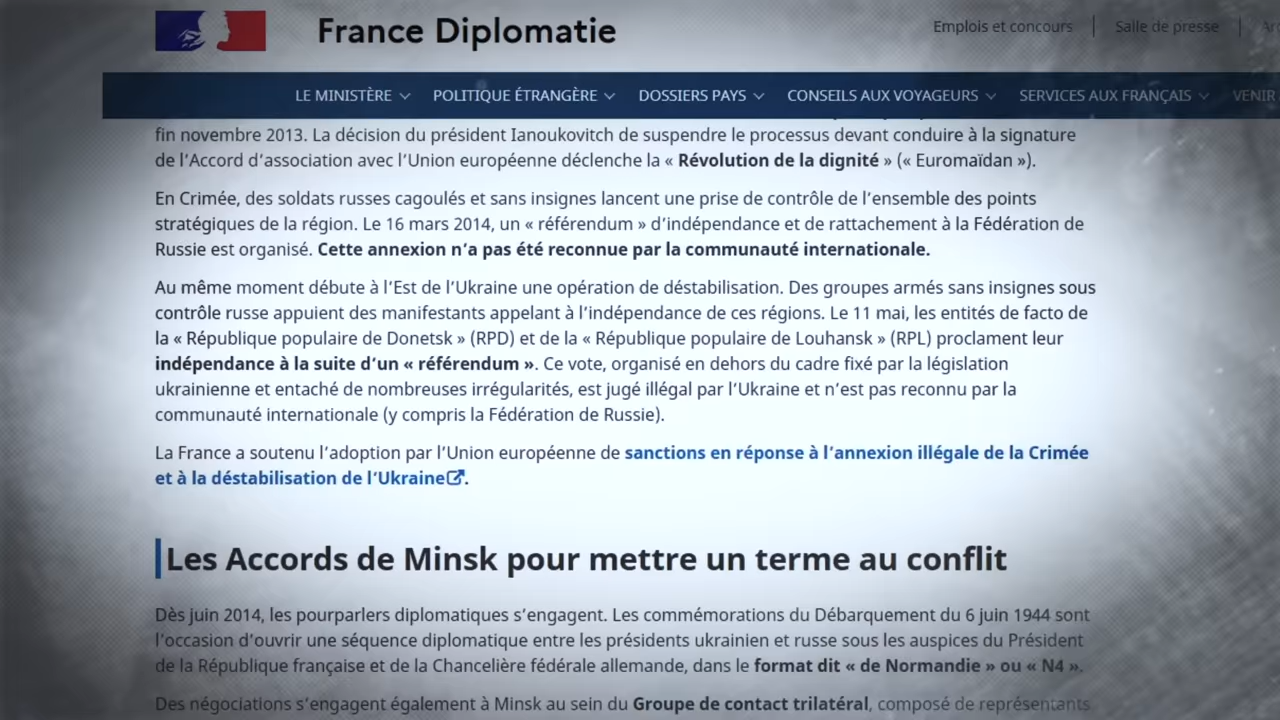 France Diplomatie
Emplois et concours
Salle de presse
LE MINISTÈRE
POLITIQUE ÉTRANGÈRE
DOSSIERS PAYS
CONSEILS AUX VOYAGEURS
SERVICES AUX FRANÇAIS
VENIR
fin novembre 2013. La décision du président Ianoukovitch de suspendre le processus devant conduire à la signature
de l’Accord d’association avec l’Union européenne déclenche la « Révolution de la dignité » (« Euromaïdan »).
En Crimée, des soldats russes cagoulés et sans insignes lancent une prise de contrôle de l’ensemble des points
stratégiques de la région. Le 16 mars 2014, un « référendum » d’indépendance et de rattachement à la Fédération de
Russie est organisé. Cette annexion n’a pas été reconnue par la communauté internationale.
Au même moment débute à l’Est de l’Ukraine une opération de déstabilisation. Des groupes armés sans insignes sous
contrôle russe appuient des manifestants appelant à l’indépendance de ces régions. Le 11 mai, les entités de facto de
la « République populaire de Donetsk » (RPD) et de la « République populaire de Louhansk » (RPL) proclament leur
indépendance à la suite d’un « référendum ». Ce vote, organisé en dehors du cadre fixé par la législation
ukrainienne et entaché de nombreuses irrégularités, est jugé illégal par l’Ukraine et n’est pas reconnu par la
communauté internationale (y compris la Fédération de Russie).
La France a soutenu l’adoption par l’Union européenne de sanctions en réponse à l’annexion illégale de la Crimée
et à la déstabilisation de l’Ukraine.
Les Accords de Minsk pour mettre un terme au conflit
Dès juin 2014, les pourparlers diplomatiques s’engagent. Les commémorations du Débarquement du 6 juin 1944 sont
l’occasion d’ouvrir une séquence diplomatique entre les présidents ukrainien et russe sous les auspices du Président
de la République française et de la Chancelière fédérale allemande, dans le format dit « de Normandie » ou « N4 ».
Des négociations s’engagent également à Minsk au sein du Groupe de contact trilatéral, composé de représentants